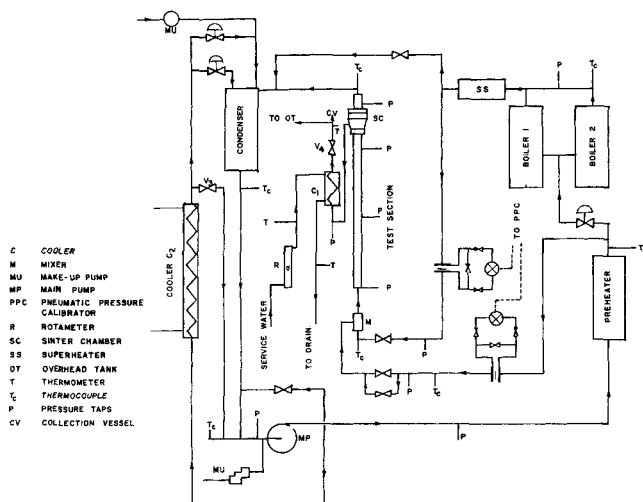 MU
CONDENSER
TO OT
CV
T
V4
C1
T
R
P
T
SERVICE WATER
TO DRAIN
V3
TC
COOLER C2
TC
P
SC
P
P
P
TEST SECTION
M
TC
P
P
TC
SS
P
TC
BOILER 1
BOILER 2
TO PPC
PREHEATER
T
TC
P
MP
MU
P
C COOLER
M MIXER
MU MAKE-UP PUMP
MP MAIN PUMP
PPC PNEUMATIC PRESSURE
CALIBRATOR
R ROTAMETER
SC SINTER CHAMBER
SS SUPERHEATER
OT OVERHEAD TANK
T THERMOMETER
TC THERMOCOUPLE
P PRESSURE TAPS
CV COLLECTION VESSEL